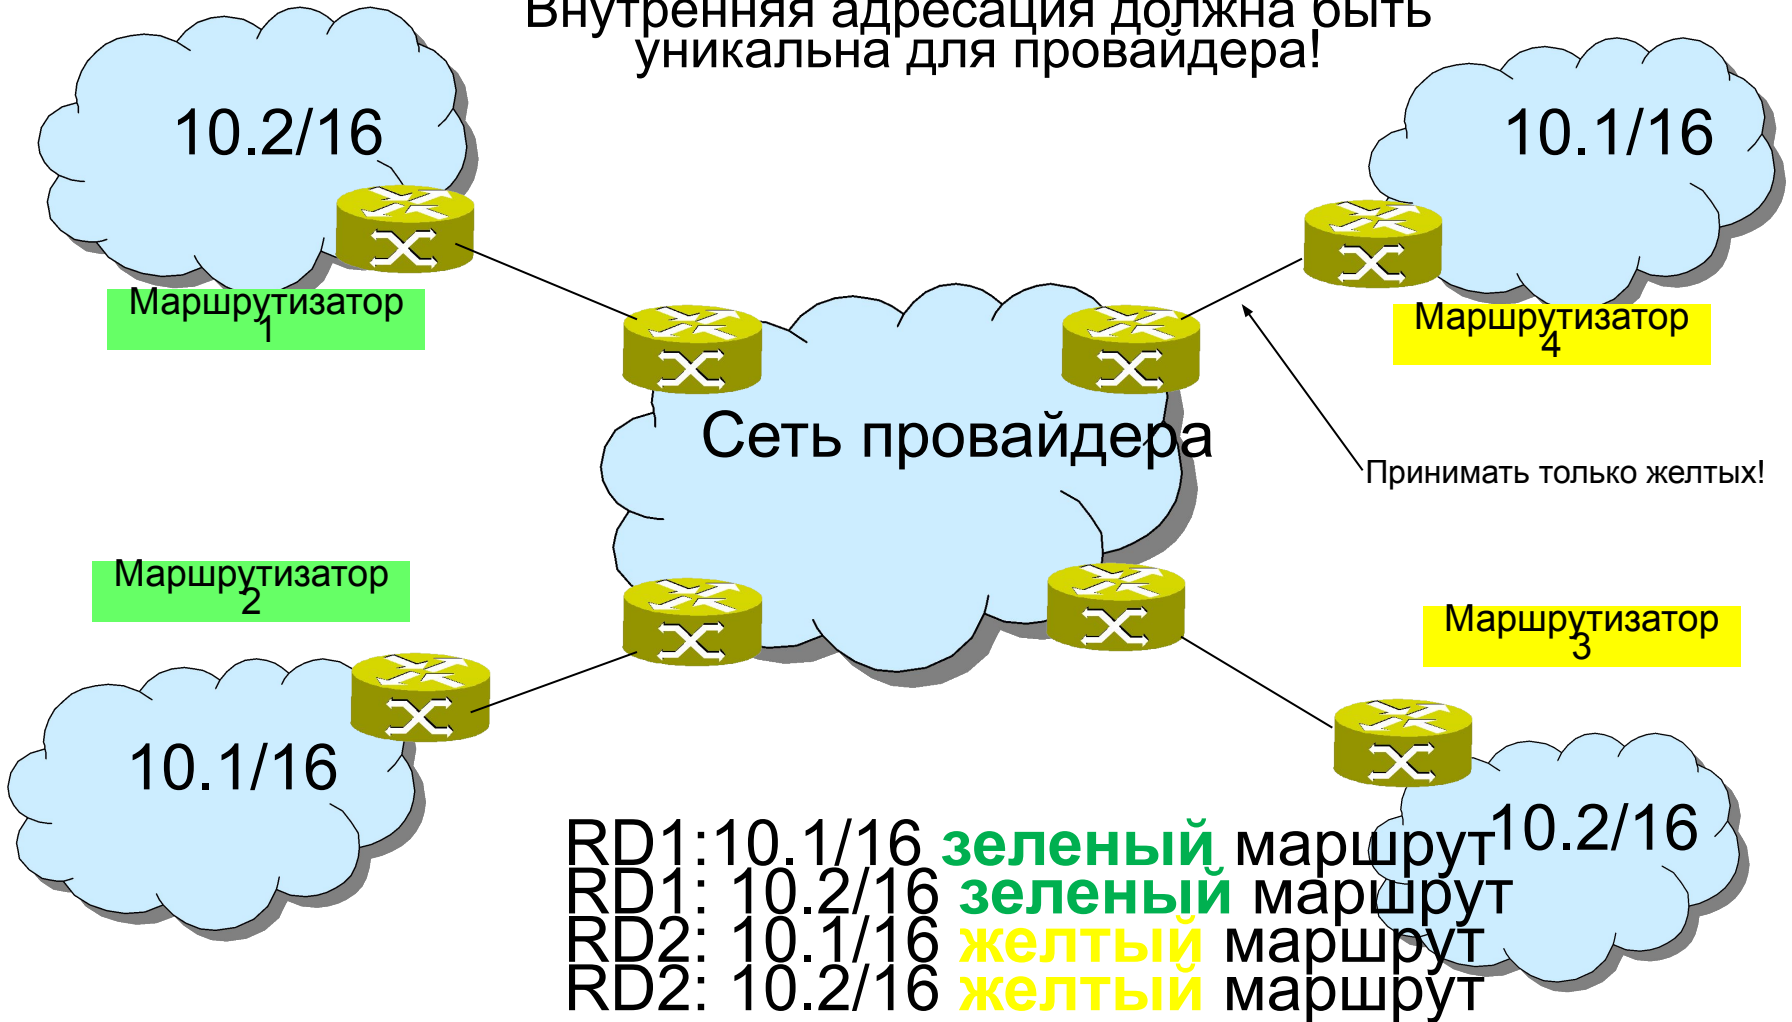 Внутренняя адресация должна быть
уникальна для провайдера!
10.2/16
10.1/16
Маршрутизатор
1
Маршрутизатор
4
Сеть провайдера
Принимать только желтых!
Маршрутизатор
2
Маршрутизатор
3
10.1/16
10.2/16
RD1:10.1/16 зеленый маршрут
RD1: 10.2/16 зеленый маршрут
RD2: 10.1/16 желтый маршрут
RD2: 10.2/16 желтый маршрут